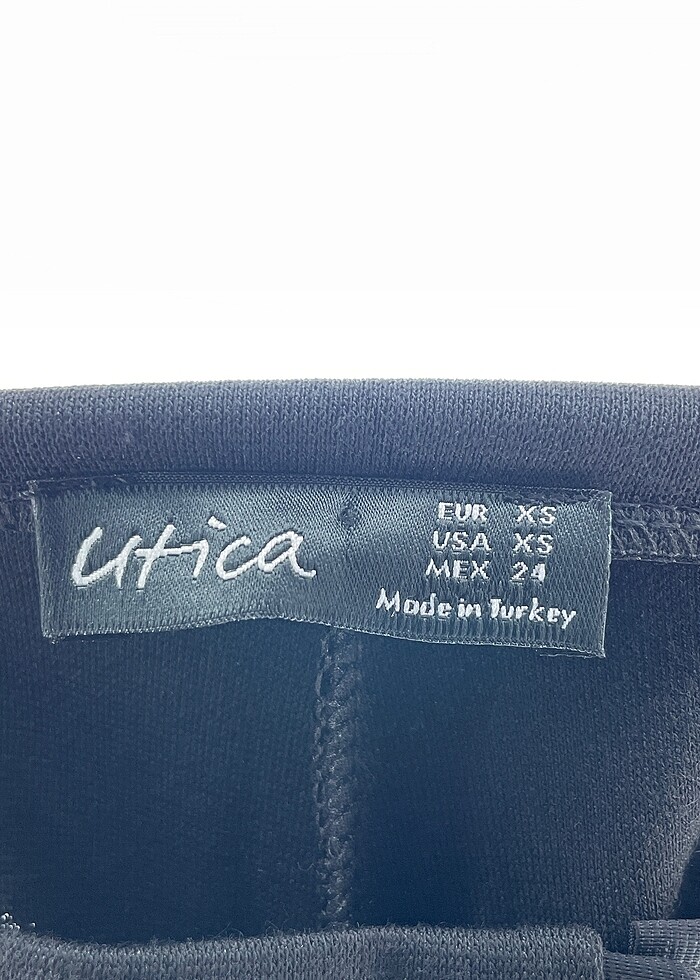 utica
EUR XS
USA XS
MEX 24
Made in Turkey